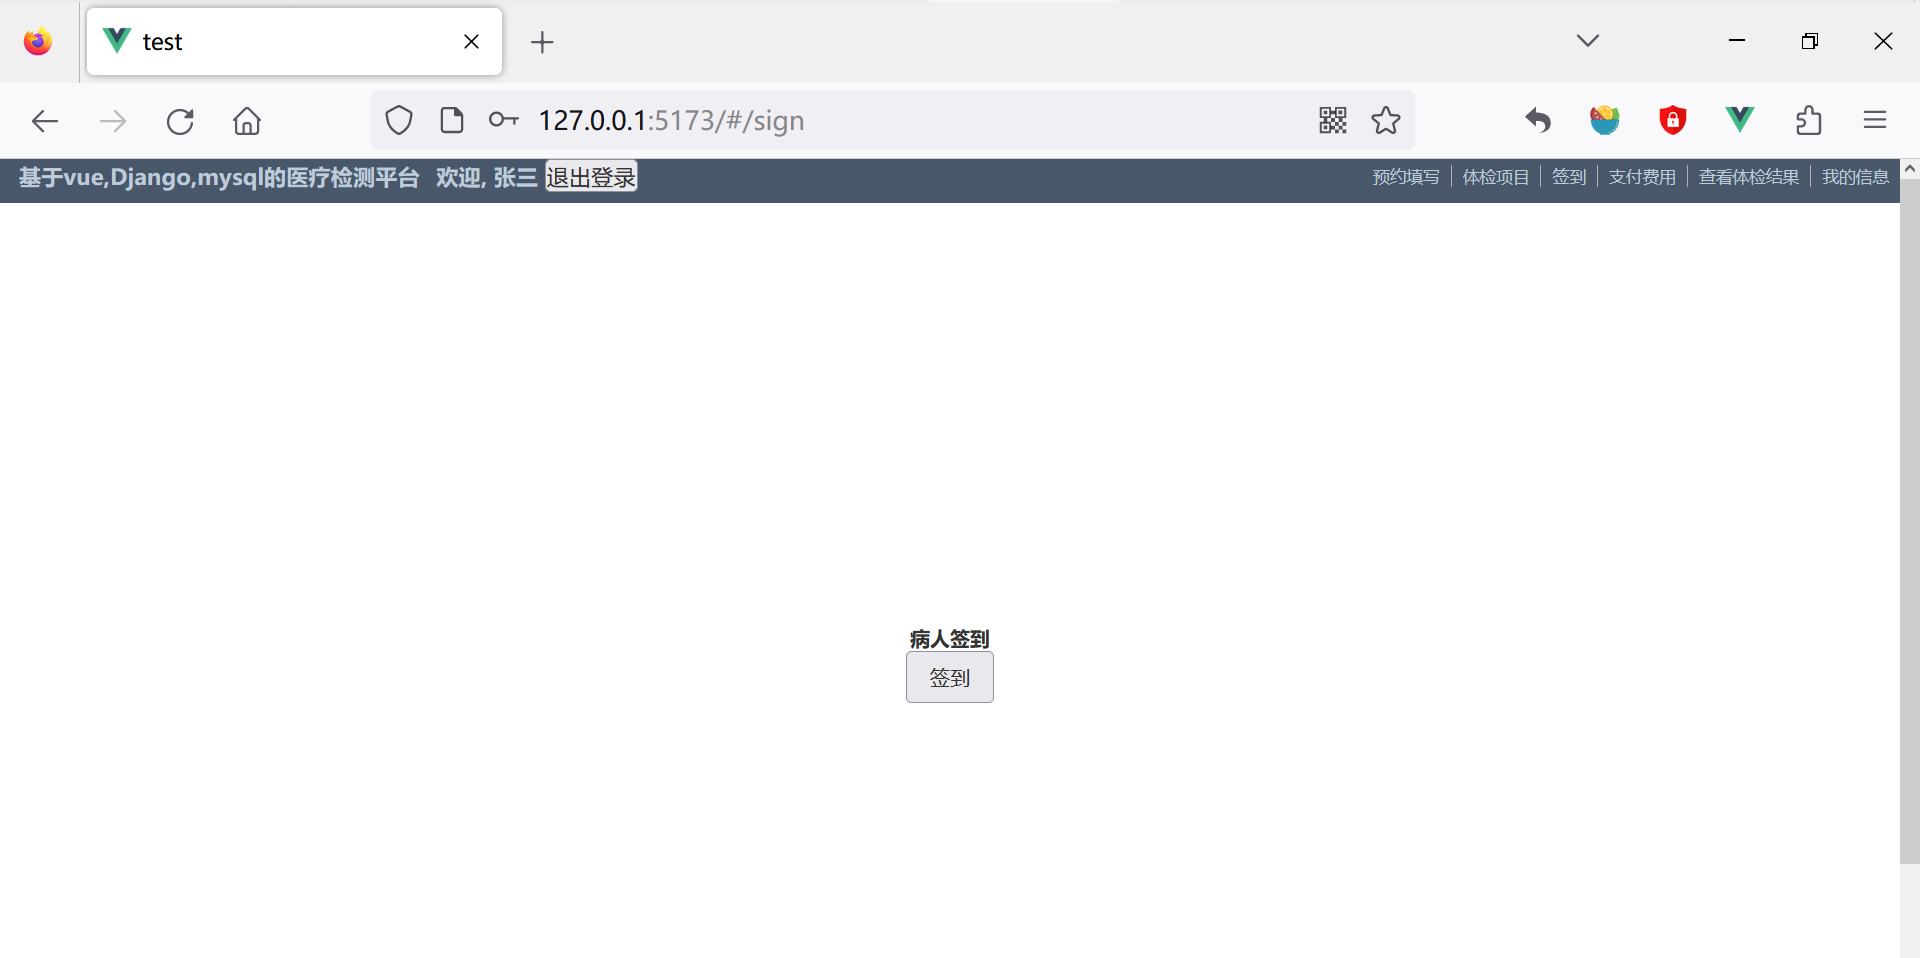 test
127.0.0.1:5173/#/sign
基于vue,Django,mysql的医疗检测平台 欢迎, 张三 退出登录 预约填写 体检项目 签到 支付费用 查看体检结果 我的信息
病人签到
签到